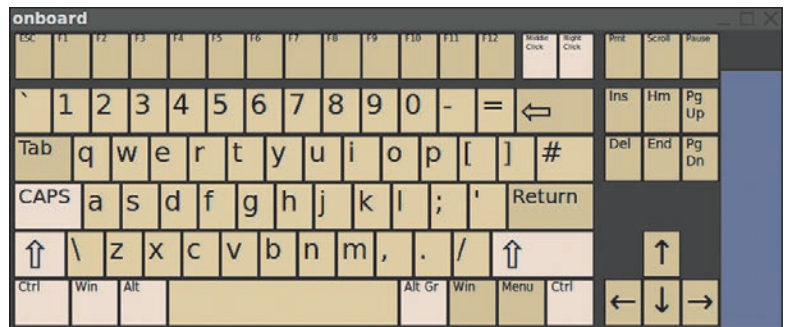 onboard
ESC F1 F2 F3 F4 F5 F6 F7 F8 F9 F10 F11 F12 Middle Click Right Click Prnt Scroll Pause
` 1 2 3 4 5 6 7 8 9 0 - = ⇦ Ins Hm Pg Up
Tab q w e r t y u i o p [ ] # Del End Pg Dn
CAPS a s d f g h j k l ; ' Return
⇧ \ z x c v b n m , . / ⇧ ↑
Ctrl Win Alt Alt Gr Win Menu Ctrl ← ↓ →